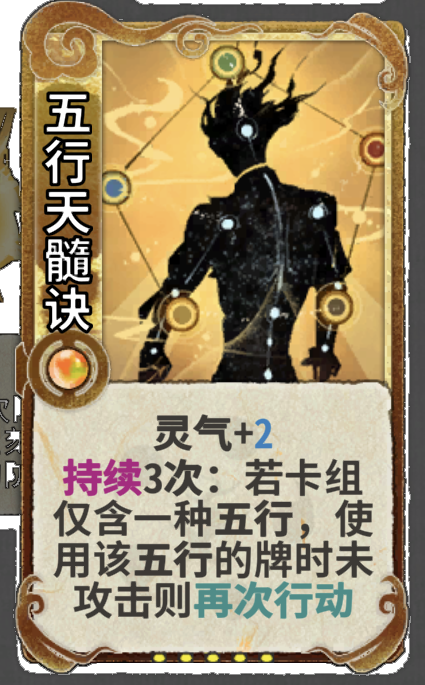 五行天髓诀
灵气+2
持续3次：若卡组
仅含一种五行，使
用该五行的牌时未
攻击则再次行动